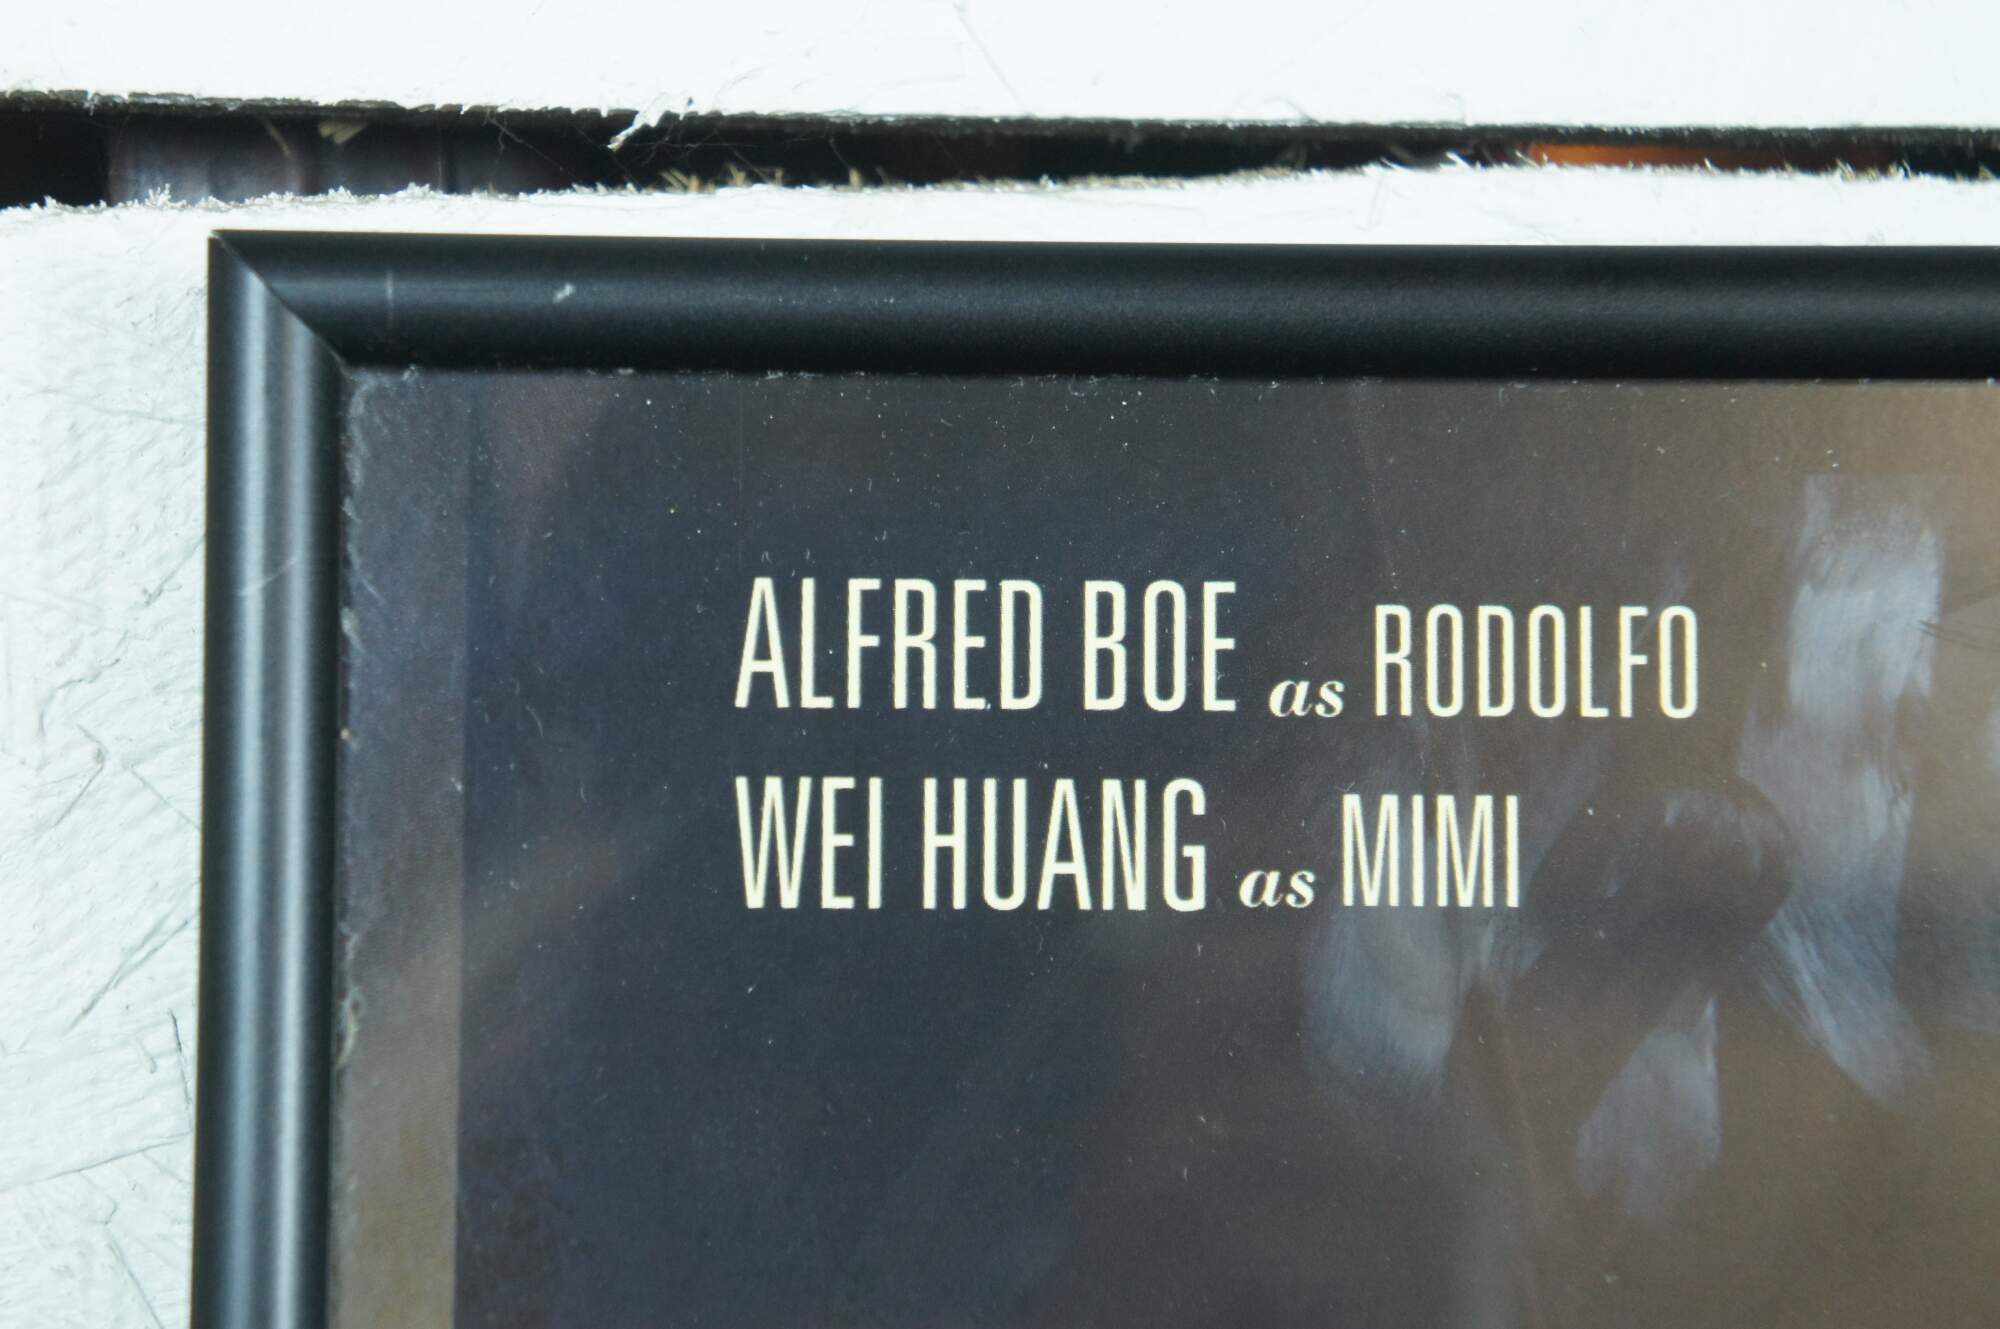 ALFRED BOE as RODOLFO
WEI HUANG as MIMI